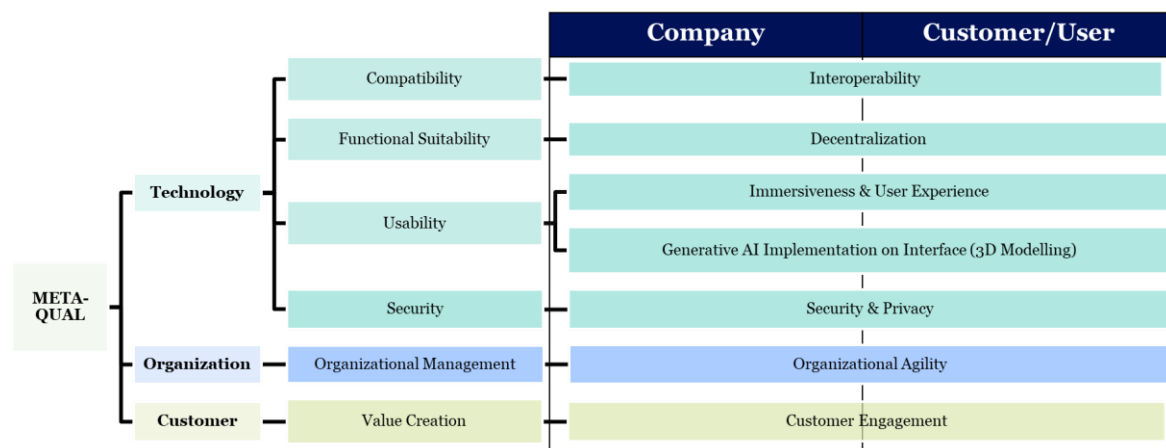 Company
Customer/User
Compatibility
Interoperability
Functional Suitability
Decentralization
Technology
Immersiveness & User Experience
Usability
Generative AI Implementation on Interface (3D Modelling)
META-
QUAL
Security
Security & Privacy
Organization
Organizational Management
Organizational Agility
Customer
Value Creation
Customer Engagement